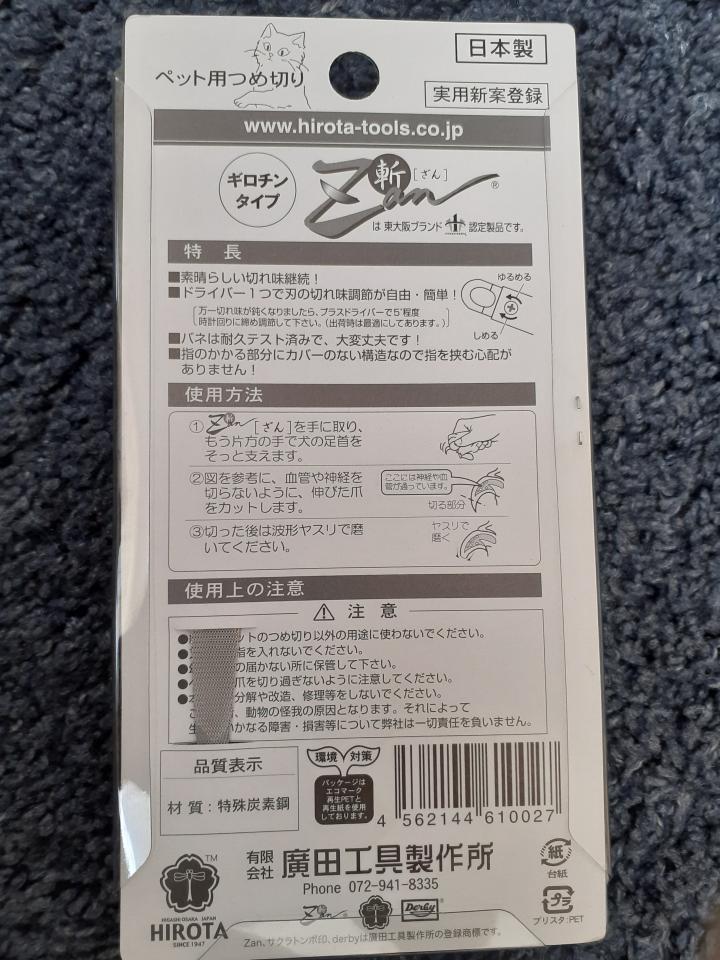 ペット用つめ切り
日本製
実用新案登録
www.hirota-tools.co.jp
ギロチン
タイプ
Zan 斬 [ざん] ®
は 東大阪ブランド 認定製品です。
特 長
■素晴らしい切れ味継続！
■ドライバー1つで刃の切れ味調節が自由・簡単！
万一切れ味が鈍くなりましたら、プラスドライバーで5°程度
時計回りに締め調節して下さい。（出荷時は最適にしてあります。）
ゆるめる
しめる
■バネは耐久テスト済みで、大変丈夫です！
■指のかかる部分にカバーのない構造なので指を挟む心配が
ありません！
使用方法
①Zan斬[ざん]を手に取り、
もう片方の手で犬の足首を
そっと支えます。
②図を参考に、血管や神経を
切らないように、伸びた爪
をカットします。
ここには神経や血
管が通っています。
切る部分
③切った後は波形ヤスリで磨
いてください。
ヤスリで
磨く
使用上の注意
⚠ 注 意
ットのつめ切り以外の用途に使わないでください。
指を入れないでください。
の届かない所に保管して下さい。
爪を切り過ぎないように注意してください。
分解や改造、修理等をしないでください。
、動物の怪我の原因となります。それによって
かなる障害・損害等について弊社は一切責任を負いません。
品質表示
材 質：特殊炭素鋼
環境 対策
パッケージは
エコマーク
再生PETと
再生紙を使用
しております。
4 562144 610027
TM
HIGASHI-OSAKA JAPAN
HIROTA
SINCE 1947
有限
会社 廣田工具製作所
Phone 072-941-8335
Zan® Derby®
Zan、サクラトンボ印、derbyは廣田工具製作所の登録商標です。
紙
台紙
プラ
ブリスタ:PET